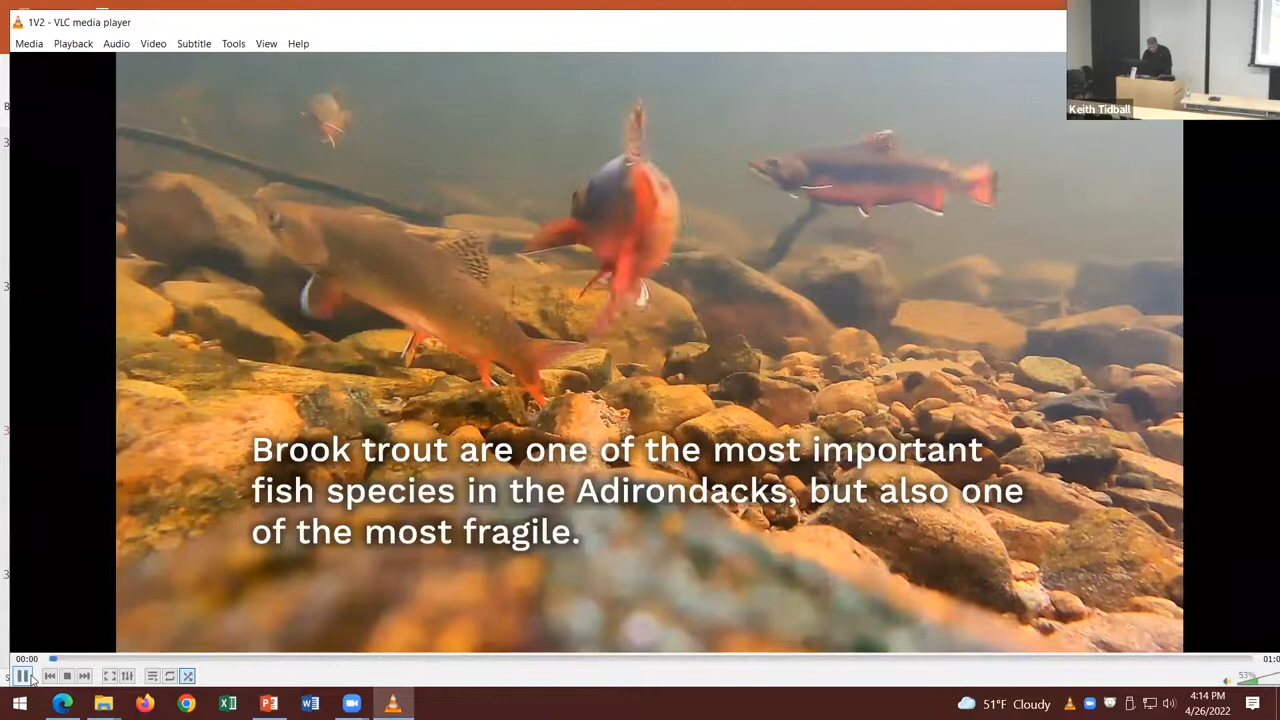 1V2 - VLC media player
Media Playback Audio Video Subtitle Tools View Help
Keith Tidball
Brook trout are one of the most important
fish species in the Adirondacks, but also one
of the most fragile.
00:00
53%
51°F Cloudy
4:14 PM
4/26/2022